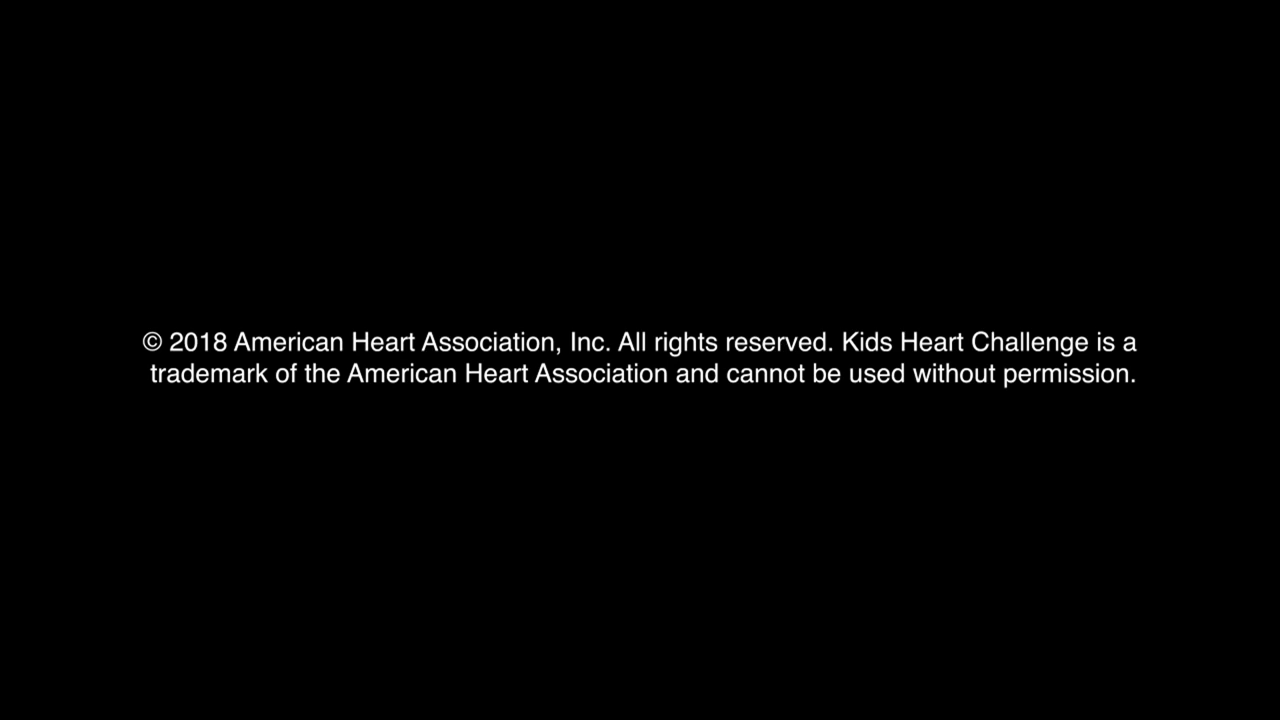 © 2018 American Heart Association, Inc. All rights reserved. Kids Heart Challenge is a
trademark of the American Heart Association and cannot be used without permission.